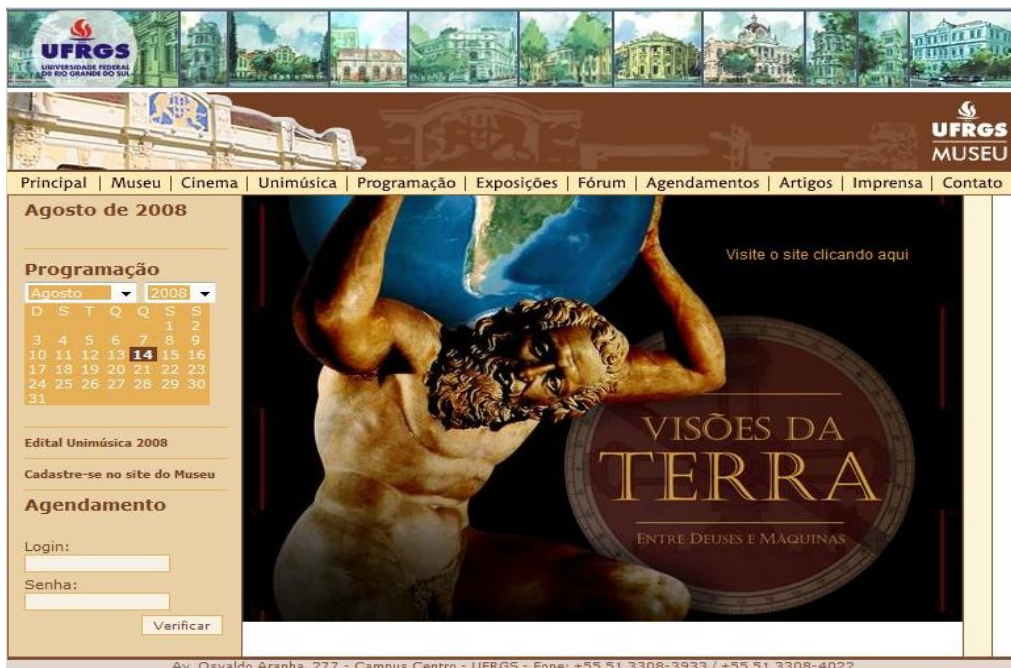 UFRGS
UNIVERSIDADE FEDERAL
DO RIO GRANDE DO SUL
UFRGS
MUSEU
Principal | Museu | Cinema | Unimúsica | Programação | Exposições | Fórum | Agendamentos | Artigos | Imprensa | Contato
Agosto de 2008
Programação
Agosto 2008
D S T Q Q S S
1 2
3 4 5 6 7 8 9
10 11 12 13 14 15 16
17 18 19 20 21 22 23
24 25 26 27 28 29 30
31
Edital Unimúsica 2008
Cadastre-se no site do Museu
Agendamento
Login:
Senha:
Verificar
Visite o site clicando aqui
VISÕES DA
TERRA
ENTRE DEUSES E MÁQUINAS
Av. Osvaldo Aranha, 277 - Campus Centro - UFRGS - Fone: +55 51 3308-3933 / +55 51 3308-4022